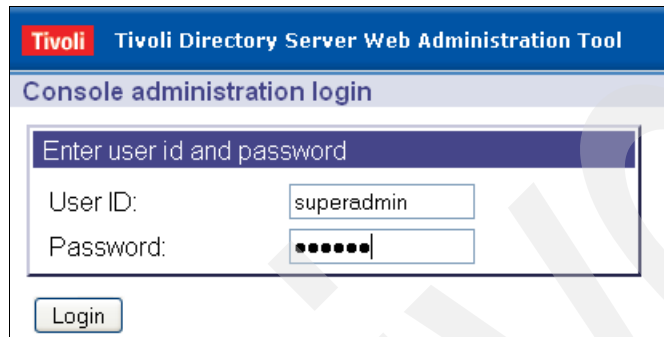 Tivoli Tivoli Directory Server Web Administration Tool
Console administration login
Enter user id and password
User ID: superadmin
Password: ••••••
Login